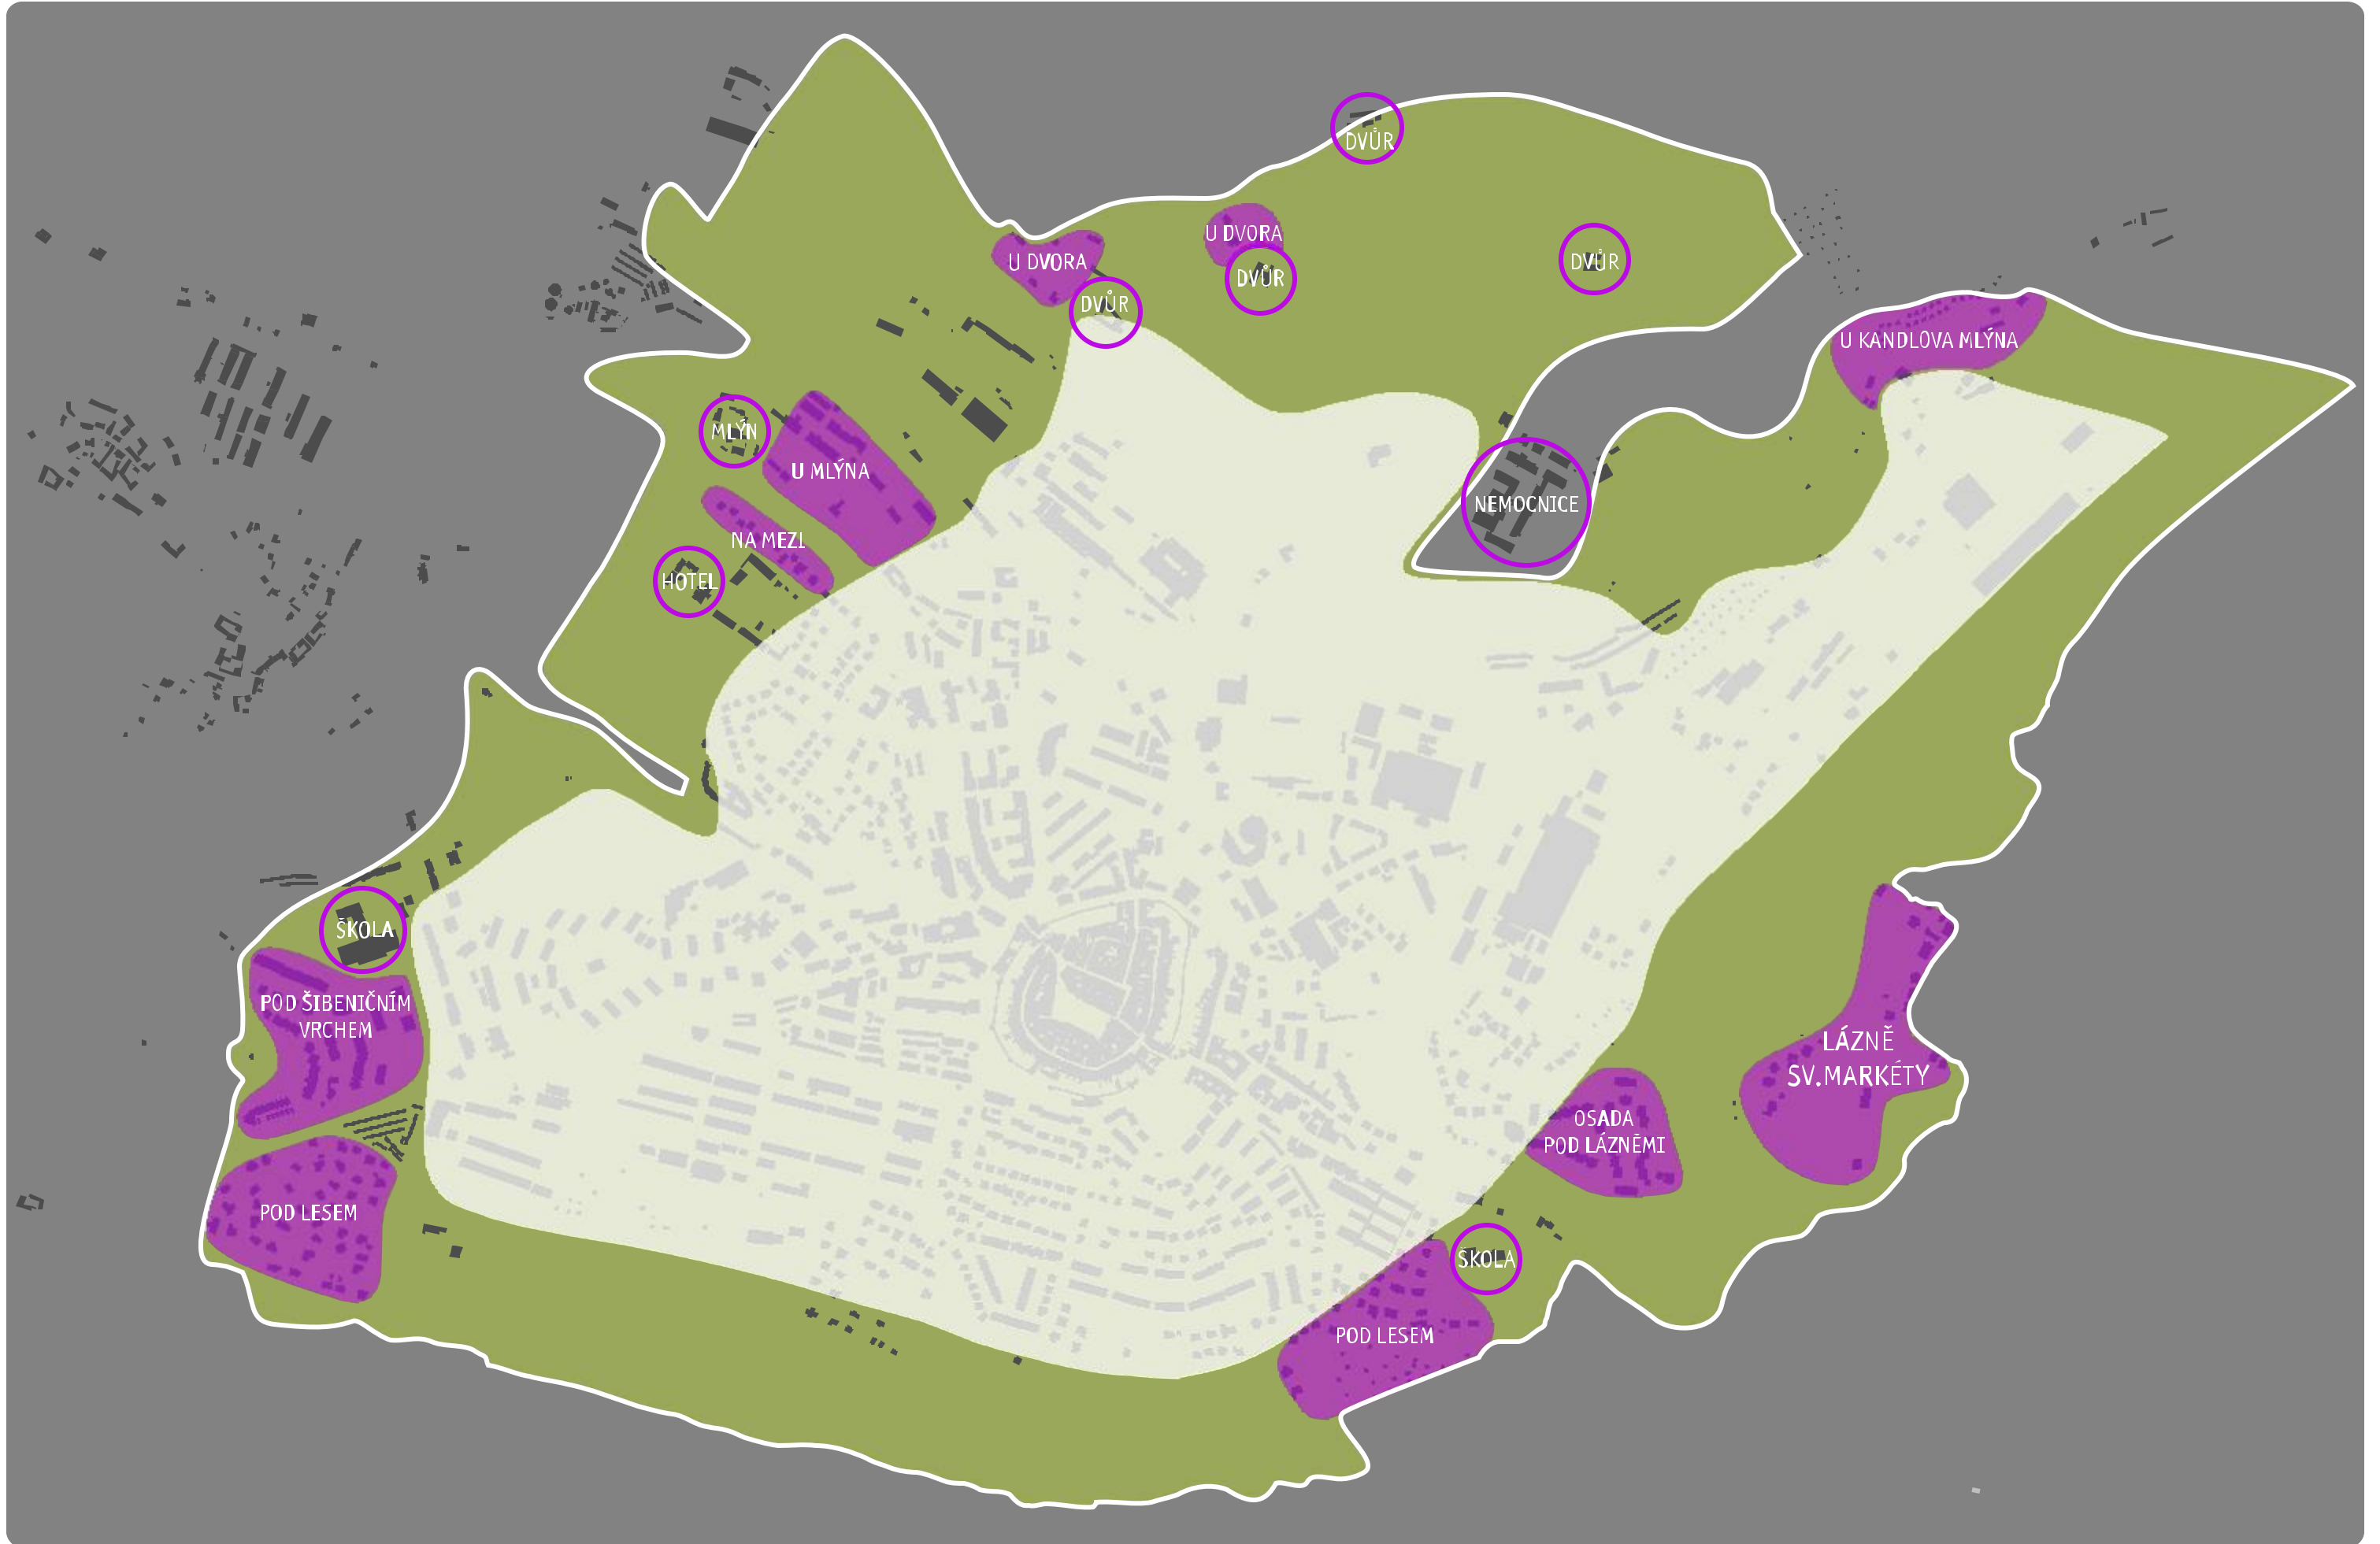 DVŮR
U DVORA
U DVORA
DVŮR
DVŮR
DVŮR
U KANDLOVA MLÝNA
MLÝN
U MLÝNA
NEMOCNICE
NA MEZI
HOTEL
ŠKOLA
POD ŠIBENIČNÍM
VRCHEM
LÁZNĚ
SV.MARKÉTY
OSADA
POD LÁZNĚMI
POD LESEM
ŠKOLA
POD LESEM